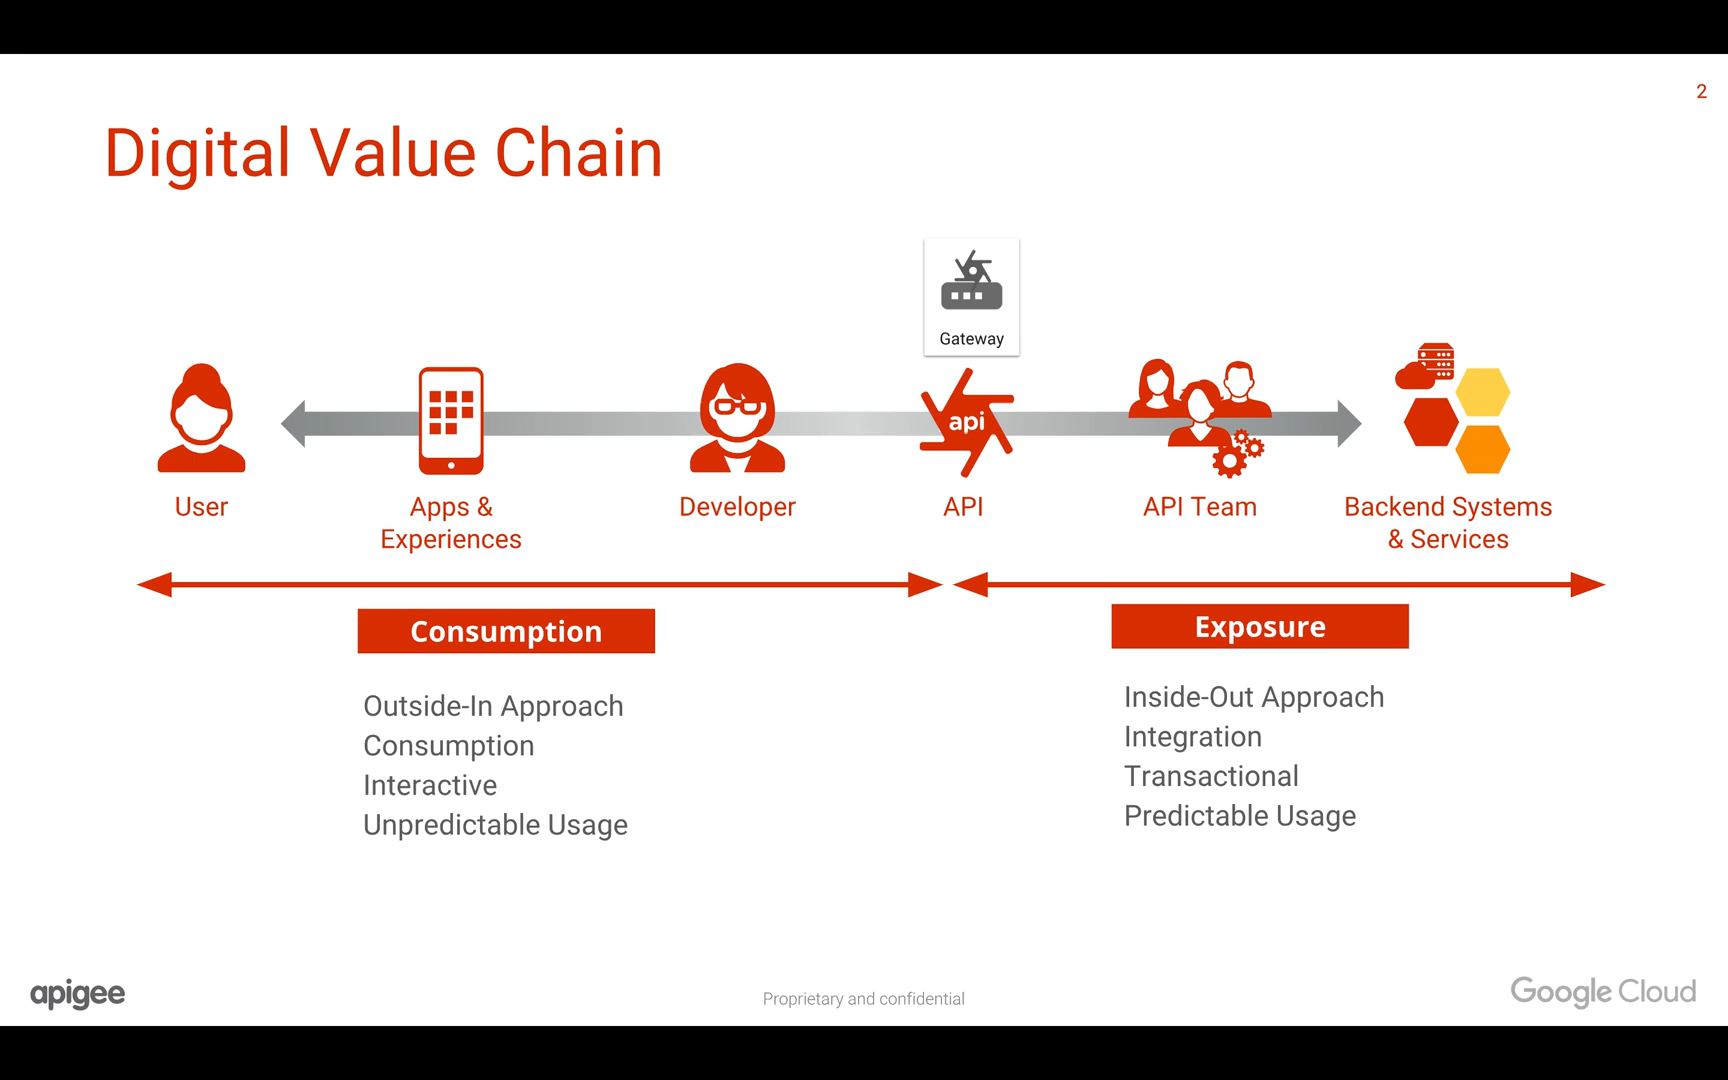 2
Digital Value Chain
Gateway
api
User
Apps &
Experiences
Developer
API
API Team
Backend Systems
& Services
Consumption
Outside-In Approach
Consumption
Interactive
Unpredictable Usage
Exposure
Inside-Out Approach
Integration
Transactional
Predictable Usage
apigee
Proprietary and confidential
Google Cloud